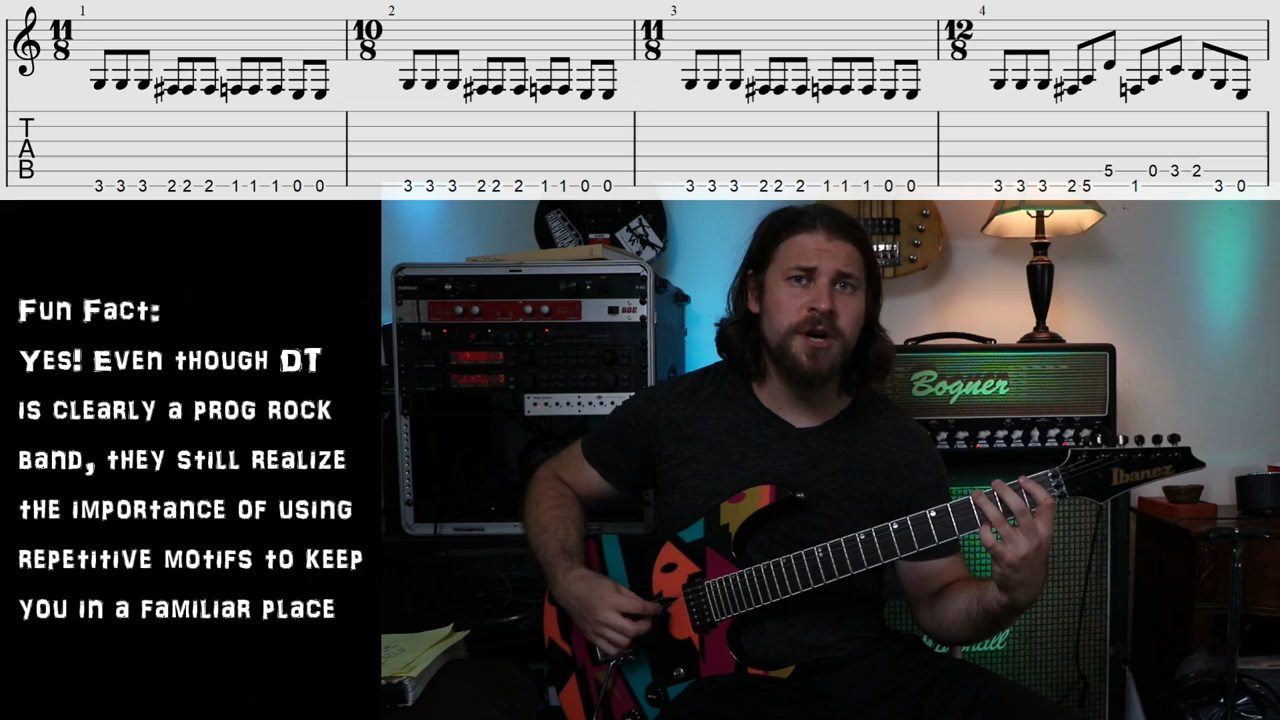 1 2 3 4
11 10 11 12
8 8 8 8
T
A
B
5 0 3 2
3 3 3 2 2 2 1 1 1 0 0 3 3 3 2 2 2 1 1 0 0 3 3 3 2 2 2 1 1 1 0 0 3 3 3 2 5 1 3 0
Fun Fact:
Yes! Even though DT
is clearly a prog rock
band, they still realize
the importance of using
repetitive motifs to keep
you in a familiar place
BBE
Bogner
Ibanez